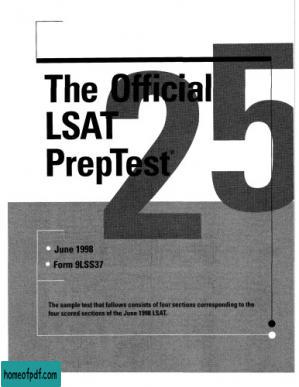 25
The Official
LSAT
PrepTest
• June 1998
• Form 9LSS37
The sample test that follows consists of four sections corresponding to the
four scored sections of the June 1998 LSAT.
homeofpdf.com